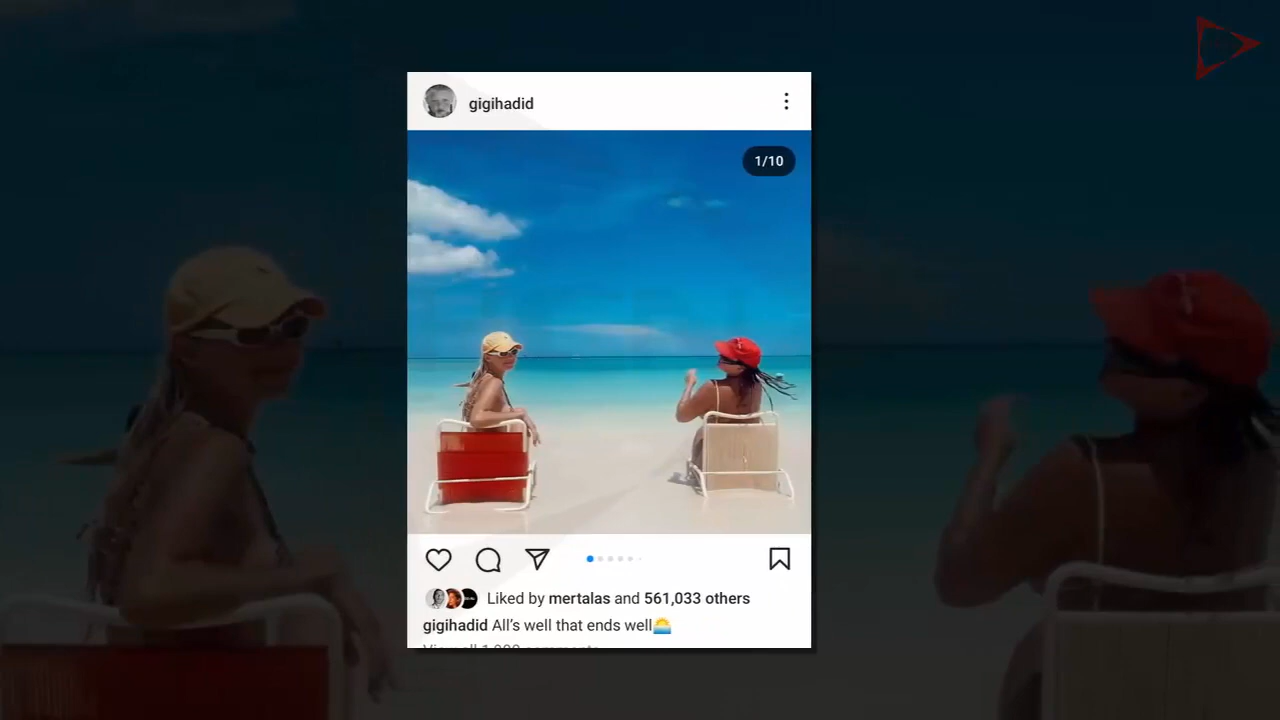 gigihadid
1/10
Liked by mertalas and 561,033 others
gigihadid All's well that ends well🌅